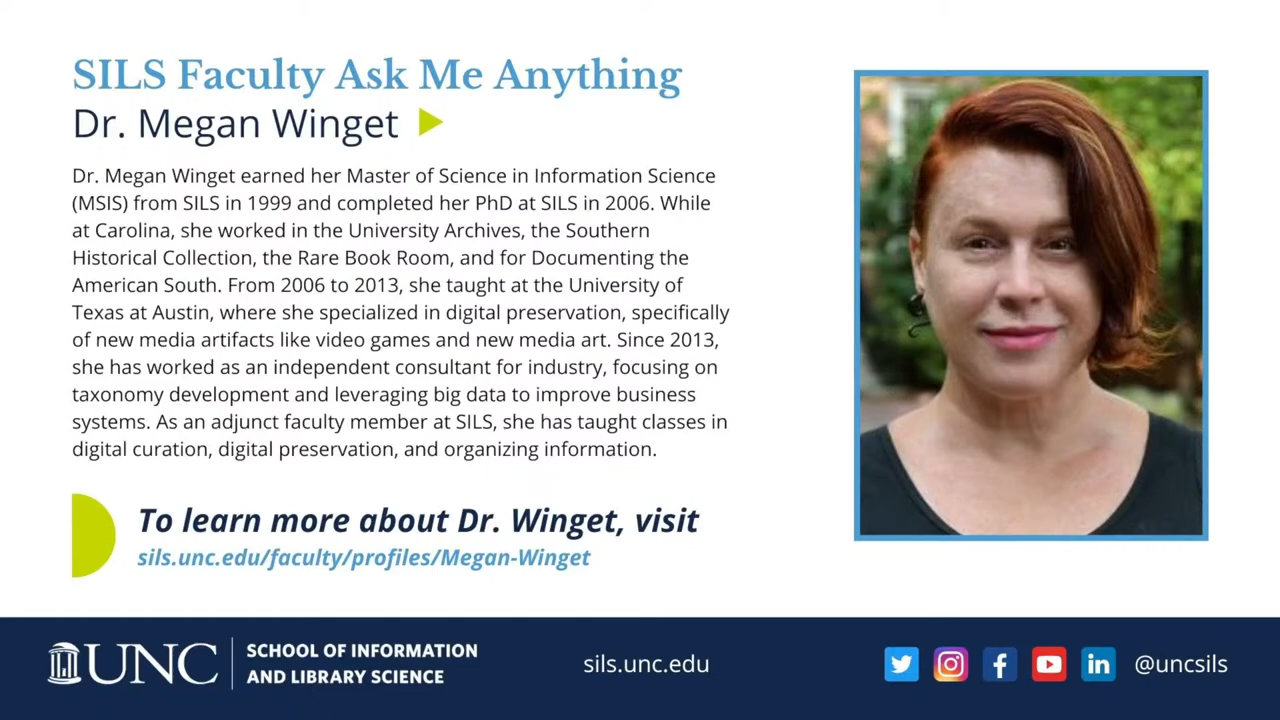 SILS Faculty Ask Me Anything
Dr. Megan Winget
Dr. Megan Winget earned her Master of Science in Information Science
(MSIS) from SILS in 1999 and completed her PhD at SILS in 2006. While
at Carolina, she worked in the University Archives, the Southern
Historical Collection, the Rare Book Room, and for Documenting the
American South. From 2006 to 2013, she taught at the University of
Texas at Austin, where she specialized in digital preservation, specifically
of new media artifacts like video games and new media art. Since 2013,
she has worked as an independent consultant for industry, focusing on
taxonomy development and leveraging big data to improve business
systems. As an adjunct faculty member at SILS, she has taught classes in
digital curation, digital preservation, and organizing information.
To learn more about Dr. Winget, visit
sils.unc.edu/faculty/profiles/Megan-Winget
UNC
SCHOOL OF INFORMATION
AND LIBRARY SCIENCE
sils.unc.edu
@uncsils